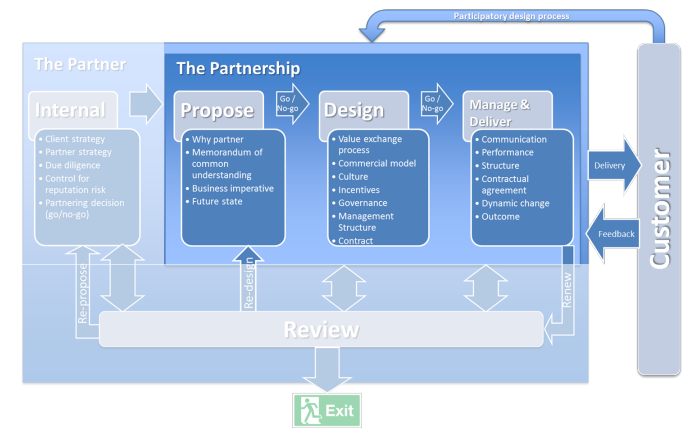 Participatory design process
The Partner
The Partnership
Internal
• Client strategy
• Partner strategy
• Due diligence
• Control for
reputation risk
• Partnering decision
(go/no-go)
Propose
• Why partner
• Memorandum of
common
understanding
• Business imperative
• Future state
Go /
No-go
Design
• Value exchange
process
• Commercial model
• Culture
• Incentives
• Governance
• Management
Structure
• Contract
Go /
No-go
Manage &
Deliver
• Communication
• Performance
• Structure
• Contractual
agreement
• Dynamic change
• Outcome
Delivery
Feedback
Customer
Re-propose
Re-design
Renew
Review
Exit